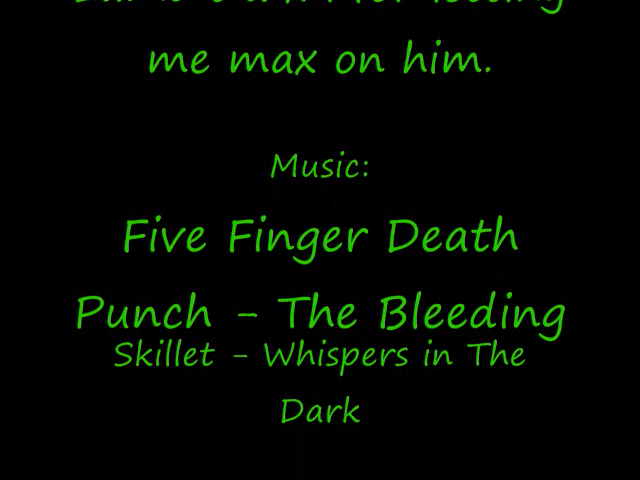 me max on him.
Music:
Five Finger Death
Punch - The Bleeding
Skillet - Whispers in The
Dark